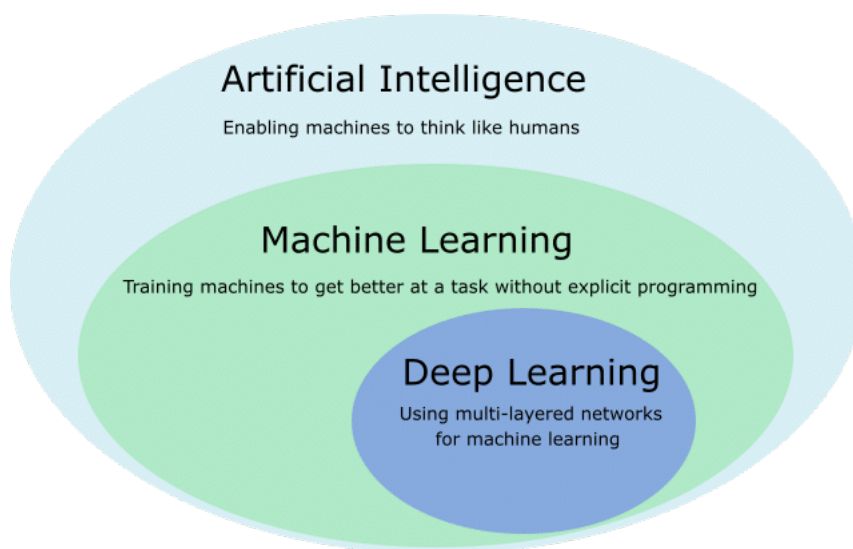 Artificial Intelligence
Enabling machines to think like humans
Machine Learning
Training machines to get better at a task without explicit programming
Deep Learning
Using multi-layered networks
for machine learning